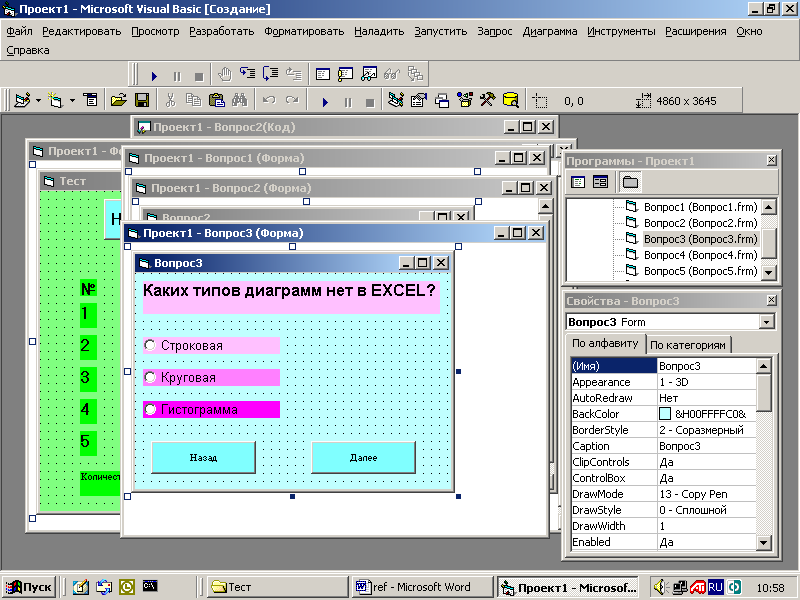 Проект1 - Microsoft Visual Basic [Создание]
Файл Редактировать Просмотр Разработать Форматировать Наладить Запустить Запрос Диаграмма Инструменты Расширения Окно
Справка
0, 0 4860 x 3645
Проект1 - Вопрос2(Код)
Проект1 - Ф
Проект1 - Вопрос1 (Форма)
Тест
Проект1 - Вопрос2 (Форма)
Вопрос2
Проект1 - Вопрос3 (Форма)
Вопрос3
Каких типов диаграмм нет в EXCEL?
Строковая
Круговая
Гистограмма
Назад Далее
Н
№
1
2
3
4
5
Количест
Программы - Проект1
Вопрос1 (Вопрос1.frm)
Вопрос2 (Вопрос2.frm)
Вопрос3 (Вопрос3.frm)
Вопрос4 (Вопрос4.frm)
Вопрос5 (Вопрос5.frm)
Свойства - Вопрос3
Вопрос3 Form
По алфавиту По категориям
(Имя) Вопрос3
Appearance 1 - 3D
AutoRedraw Нет
BackColor &H00FFFFC0&
BorderStyle 2 - Соразмерный
Caption Вопрос3
ClipControls Да
ControlBox Да
DrawMode 13 - Copy Pen
DrawStyle 0 - Сплошной
DrawWidth 1
Enabled Да
Пуск Тест ref - Microsoft Word Проект1 - Microsof... RU 10:58